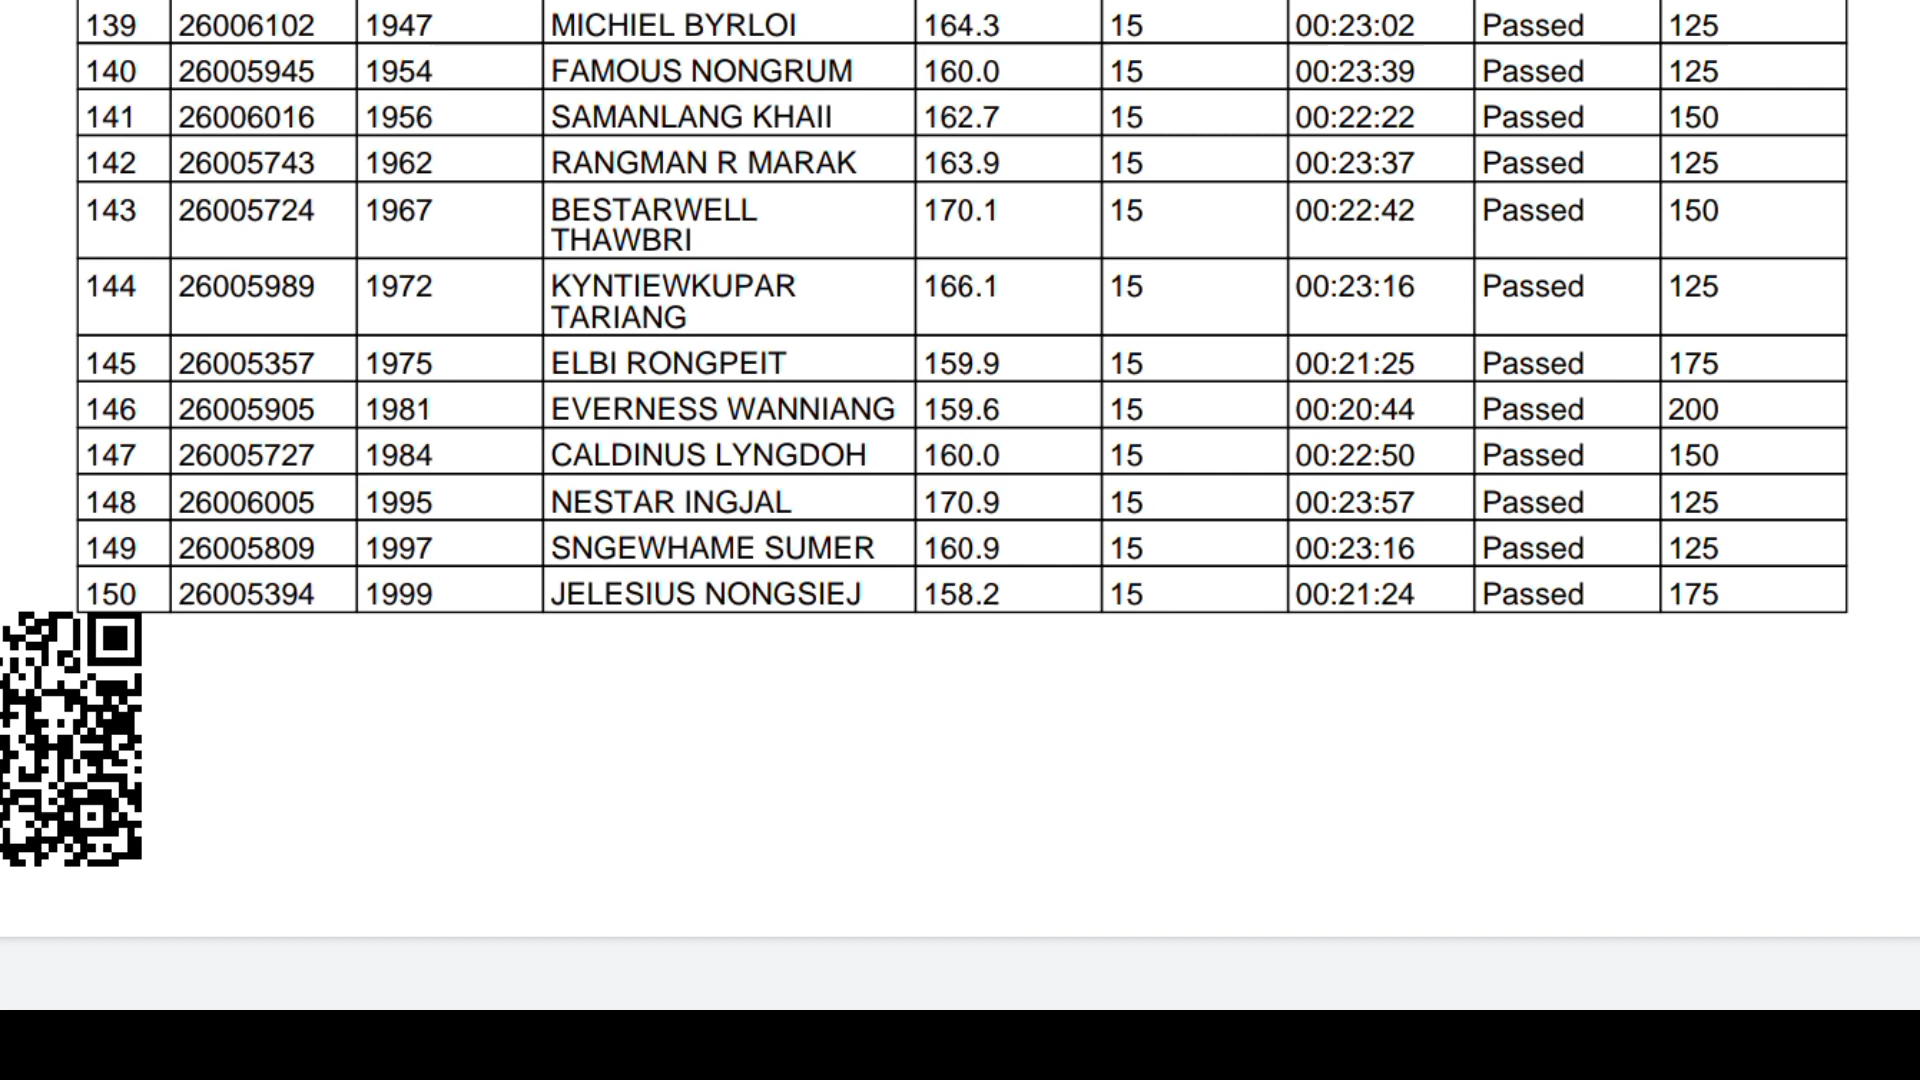 139 26006102 1947 MICHIEL BYRLOI 164.3 15 00:23:02 Passed 125
140 26005945 1954 FAMOUS NONGRUM 160.0 15 00:23:39 Passed 125
141 26006016 1956 SAMANLANG KHAII 162.7 15 00:22:22 Passed 150
142 26005743 1962 RANGMAN R MARAK 163.9 15 00:23:37 Passed 125
143 26005724 1967 BESTARWELL 170.1 15 00:22:42 Passed 150
THAWBRI
144 26005989 1972 KYNTIEWKUPAR 166.1 15 00:23:16 Passed 125
TARIANG
145 26005357 1975 ELBI RONGPEIT 159.9 15 00:21:25 Passed 175
146 26005905 1981 EVERNESS WANNIANG 159.6 15 00:20:44 Passed 200
147 26005727 1984 CALDINUS LYNGDOH 160.0 15 00:22:50 Passed 150
148 26006005 1995 NESTAR INGJAL 170.9 15 00:23:57 Passed 125
149 26005809 1997 SNGEWHAME SUMER 160.9 15 00:23:16 Passed 125
150 26005394 1999 JELESIUS NONGSIEJ 158.2 15 00:21:24 Passed 175